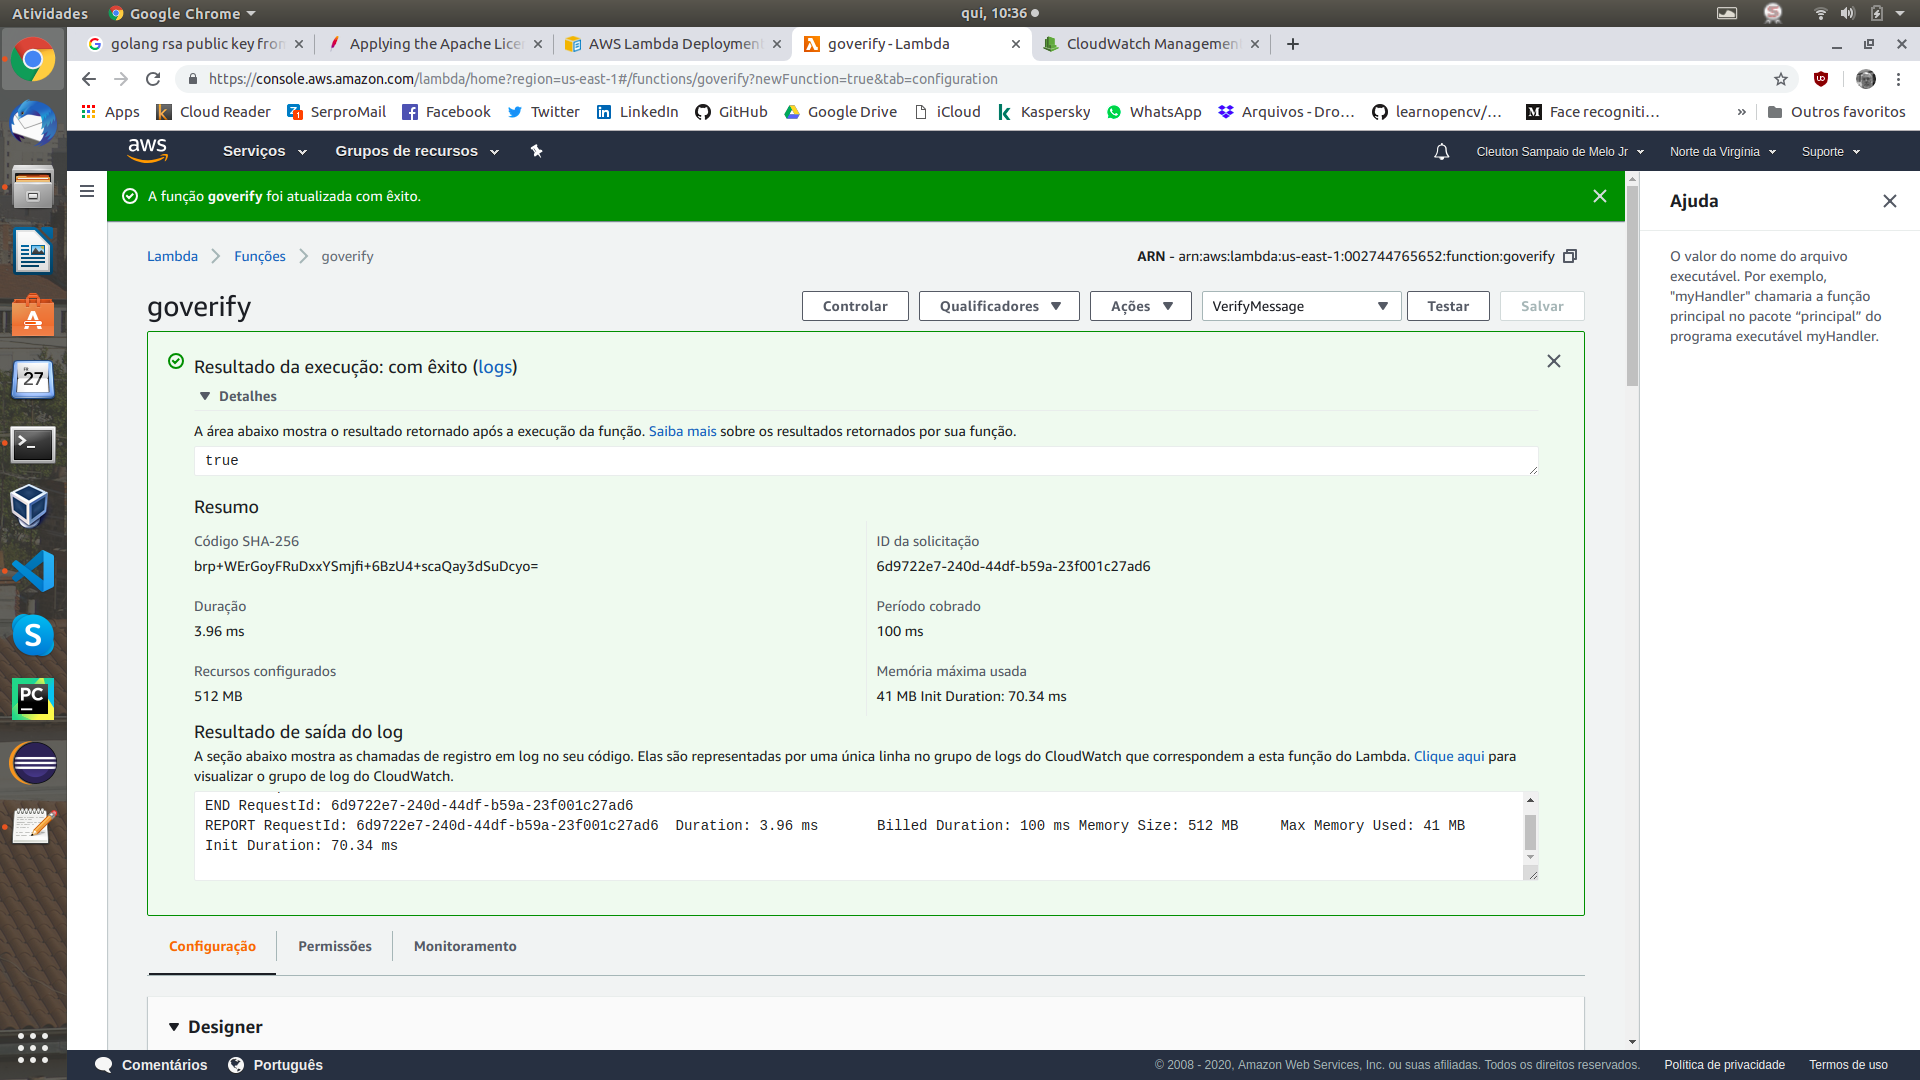 Atividades
Google Chrome
qui, 10:36
golang rsa public key fron
Applying the Apache Lice
AWS Lambda Deploymen
goverify - Lambda
CloudWatch Managemen
https://console.aws.amazon.com/lambda/home?region=us-east-1#/functions/goverify?newFunction=true&tab=configuration
Apps
Cloud Reader
SerproMail
Facebook
Twitter
LinkedIn
GitHub
Google Drive
iCloud
Kaspersky
WhatsApp
Arquivos - Dro…
learnopencv/…
Face recogniti…
»
Outros favoritos
aws
Serviços
Grupos de recursos
Cleuton Sampaio de Melo Jr
Norte da Virgínia
Suporte
A função goverify foi atualizada com êxito.
Lambda
Funções
goverify
ARN - arn:aws:lambda:us-east-1:002744765652:function:goverify
goverify
Controlar
Qualificadores
Ações
VerifyMessage
Testar
Salvar
Resultado da execução: com êxito (logs)
Detalhes
A área abaixo mostra o resultado retornado após a execução da função. Saiba mais sobre os resultados retornados por sua função.
true
Resumo
Código SHA-256
brp+WErGoyFRuDxxYSmjfi+6BzU4+scaQay3dSuDcyo=
ID da solicitação
6d9722e7-240d-44df-b59a-23f001c27ad6
Duração
3.96 ms
Período cobrado
100 ms
Recursos configurados
512 MB
Memória máxima usada
41 MB Init Duration: 70.34 ms
Resultado de saída do log
A seção abaixo mostra as chamadas de registro em log no seu código. Elas são representadas por uma única linha no grupo de logs do CloudWatch que correspondem a esta função do Lambda. Clique aqui para
visualizar o grupo de log do CloudWatch.
END RequestId: 6d9722e7-240d-44df-b59a-23f001c27ad6
REPORT RequestId: 6d9722e7-240d-44df-b59a-23f001c27ad6 Duration: 3.96 ms Billed Duration: 100 ms Memory Size: 512 MB Max Memory Used: 41 MB
Init Duration: 70.34 ms
Configuração
Permissões
Monitoramento
Designer
Ajuda
O valor do nome do arquivo
executável. Por exemplo,
"myHandler" chamaria a função
principal no pacote “principal” do
programa executável myHandler.
27
PC
Comentários
Português
© 2008 - 2020, Amazon Web Services, Inc. ou suas afiliadas. Todos os direitos reservados.
Política de privacidade
Termos de uso